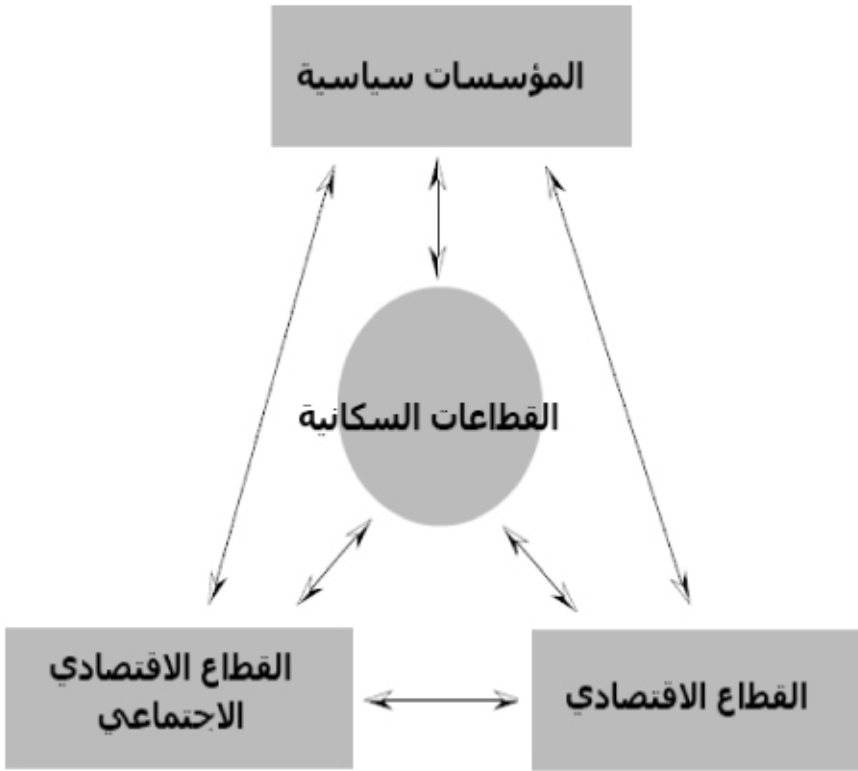 المؤسسات سياسية
القطاعات السكانية
القطاع الاقتصادي
القطاع الاقتصادي
الاجتماعي